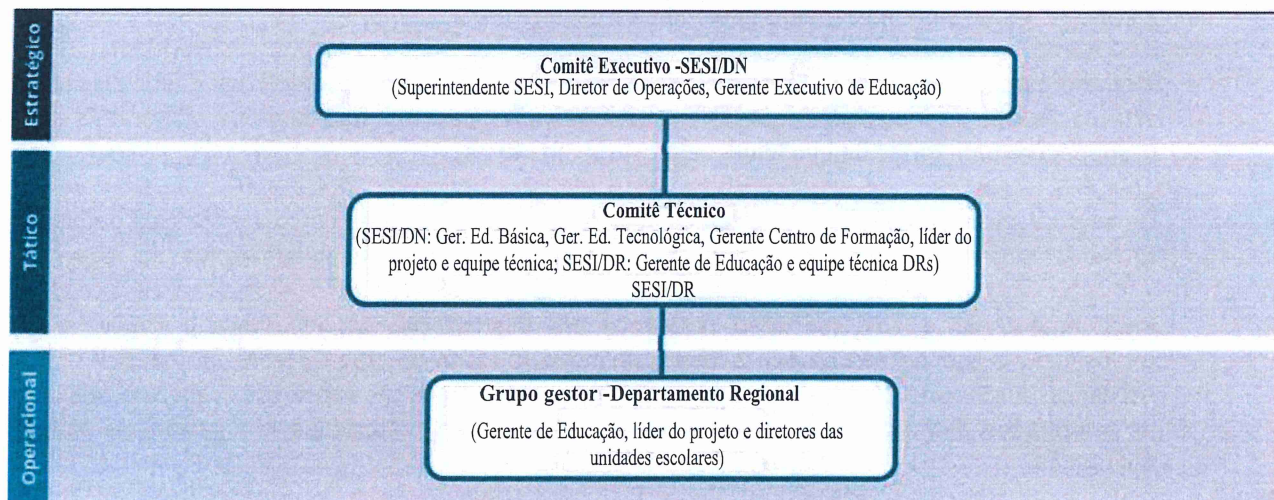 Estratégico
Comitê Executivo -SESI/DN
(Superintendente SESI, Diretor de Operações, Gerente Executivo de Educação)
Tático
Comitê Técnico
(SESI/DN: Ger. Ed. Básica, Ger. Ed. Tecnológica, Gerente Centro de Formação, líder do
projeto e equipe técnica; SESI/DR: Gerente de Educação e equipe técnica DRs)
SESI/DR
Operacional
Grupo gestor -Departamento Regional
(Gerente de Educação, líder do projeto e diretores das
unidades escolares)